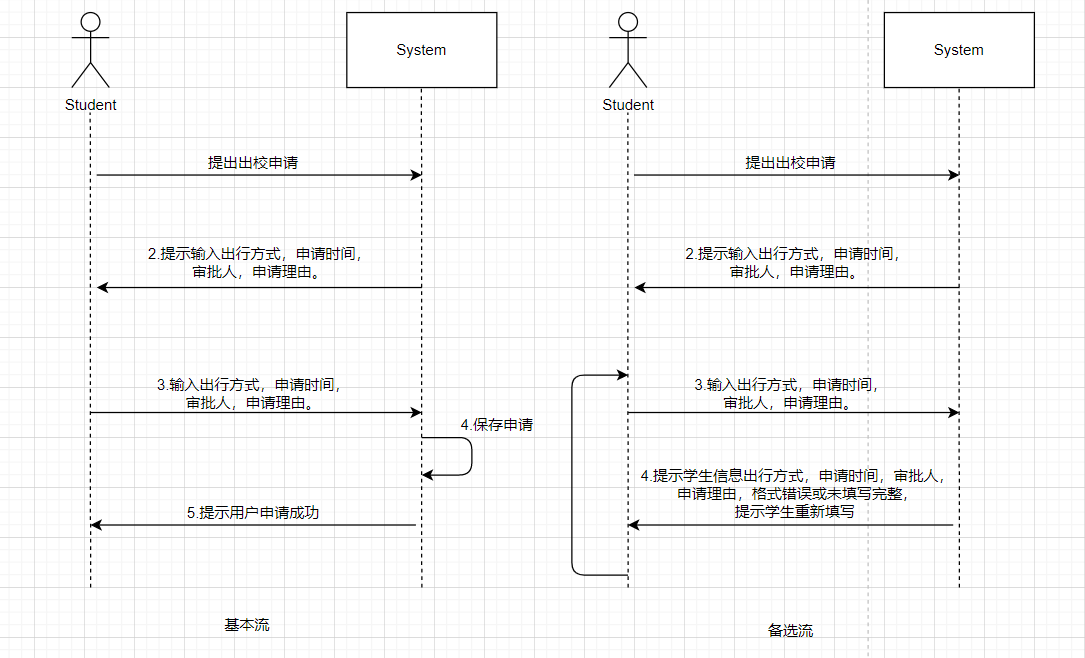 Student
System
提出出校申请
2.提示输入出行方式，申请时间，
审批人，申请理由。
3.输入出行方式，申请时间，
审批人，申请理由。
4.保存申请
5.提示用户申请成功
基本流
Student
System
提出出校申请
2.提示输入出行方式，申请时间，
审批人，申请理由。
3.输入出行方式，申请时间，
审批人，申请理由。
4.提示学生信息出行方式，申请时间，审批人，
申请理由，格式错误或未填写完整，
提示学生重新填写
备选流